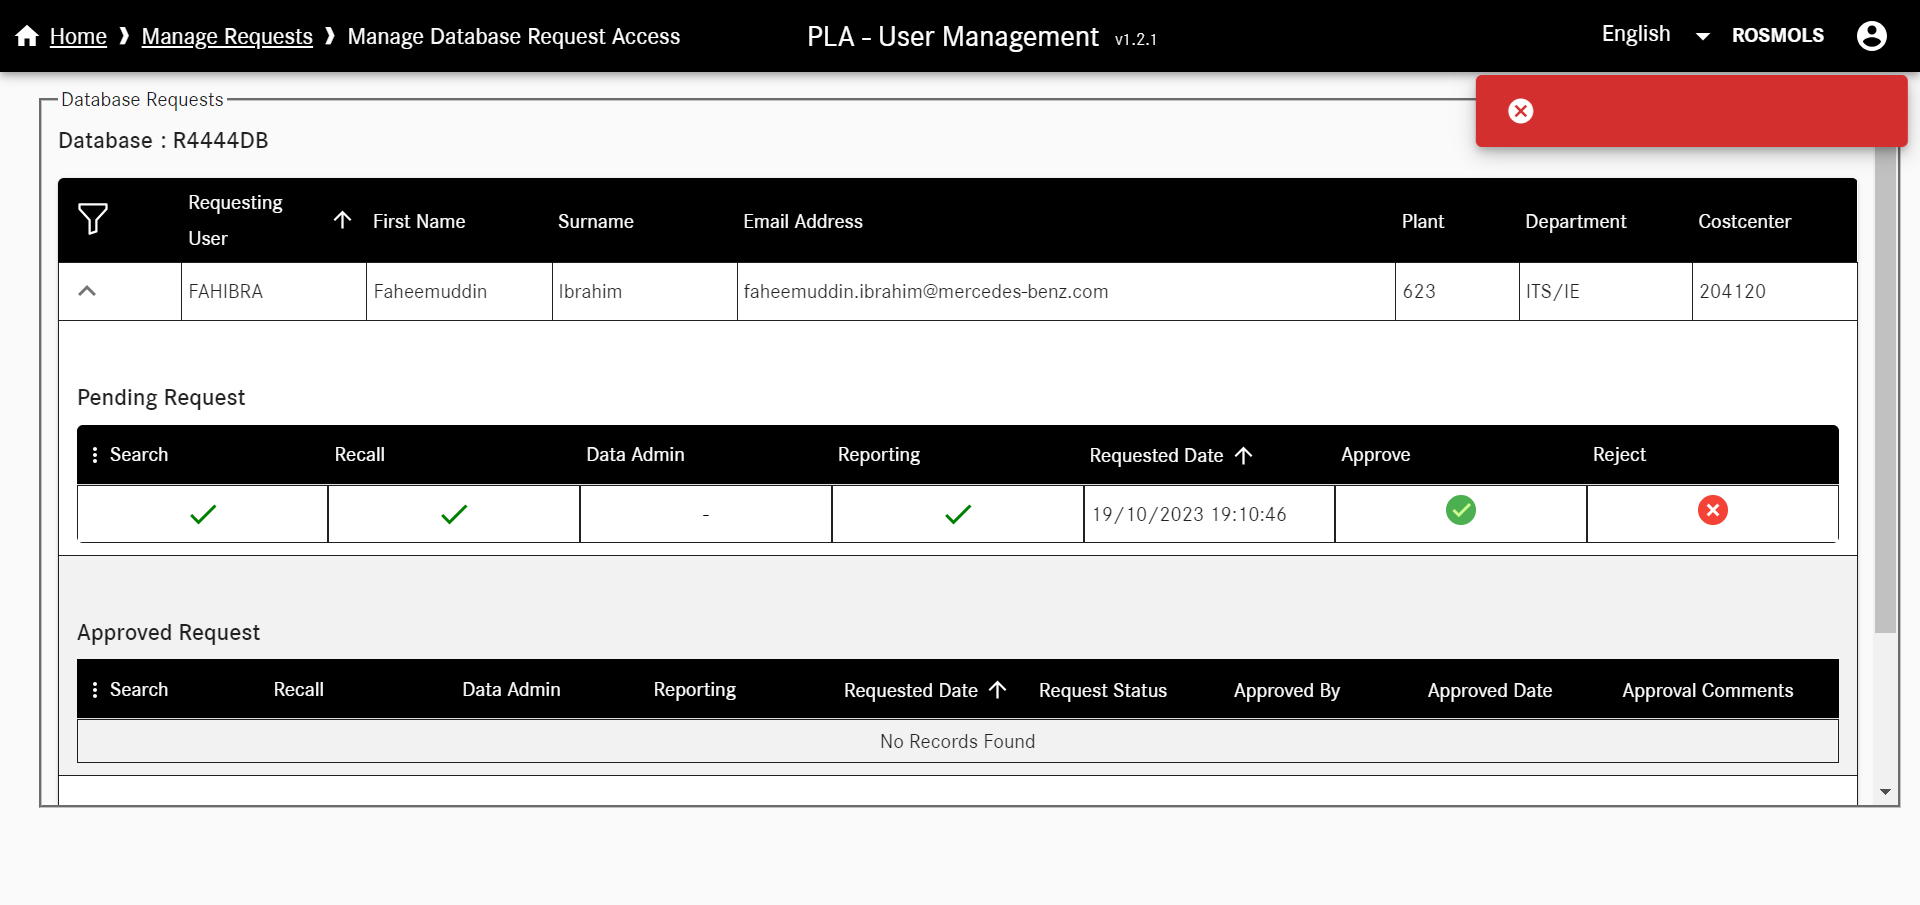 Home ❱ Manage Requests ❱ Manage Database Request Access
PLA - User Management v1.2.1
English
ROSMOLS
Database Requests
Database : R4444DB
Requesting User
First Name
Surname
Email Address
Plant
Department
Costcenter
FAHIBRA
Faheemuddin
Ibrahim
faheemuddin.ibrahim@mercedes-benz.com
623
ITS/IE
204120
Pending Request
Search
Recall
Data Admin
Reporting
Requested Date
Approve
Reject
-
19/10/2023 19:10:46
Approved Request
Search
Recall
Data Admin
Reporting
Requested Date
Request Status
Approved By
Approved Date
Approval Comments
No Records Found